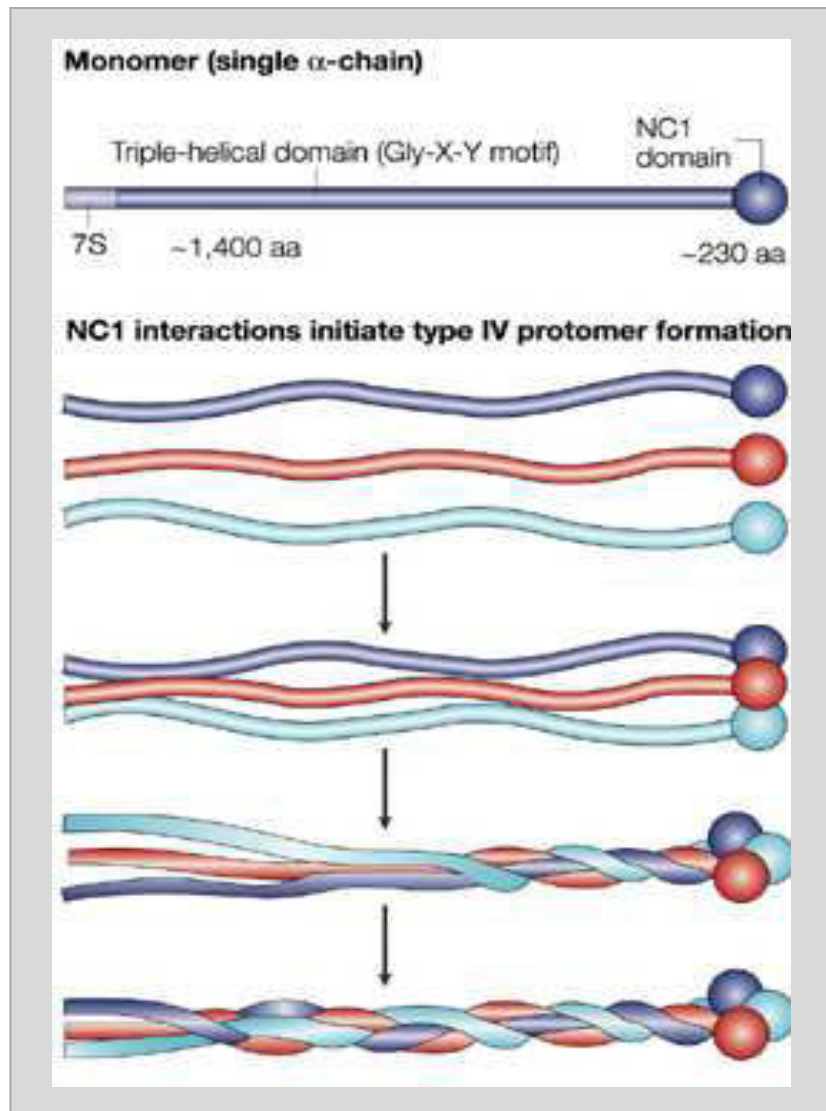 Monomer (single α-chain)
NC1
domain
Triple-helical domain (Gly-X-Y motif)
7S
~1,400 aa
~230 aa
NC1 interactions initiate type IV protomer formation